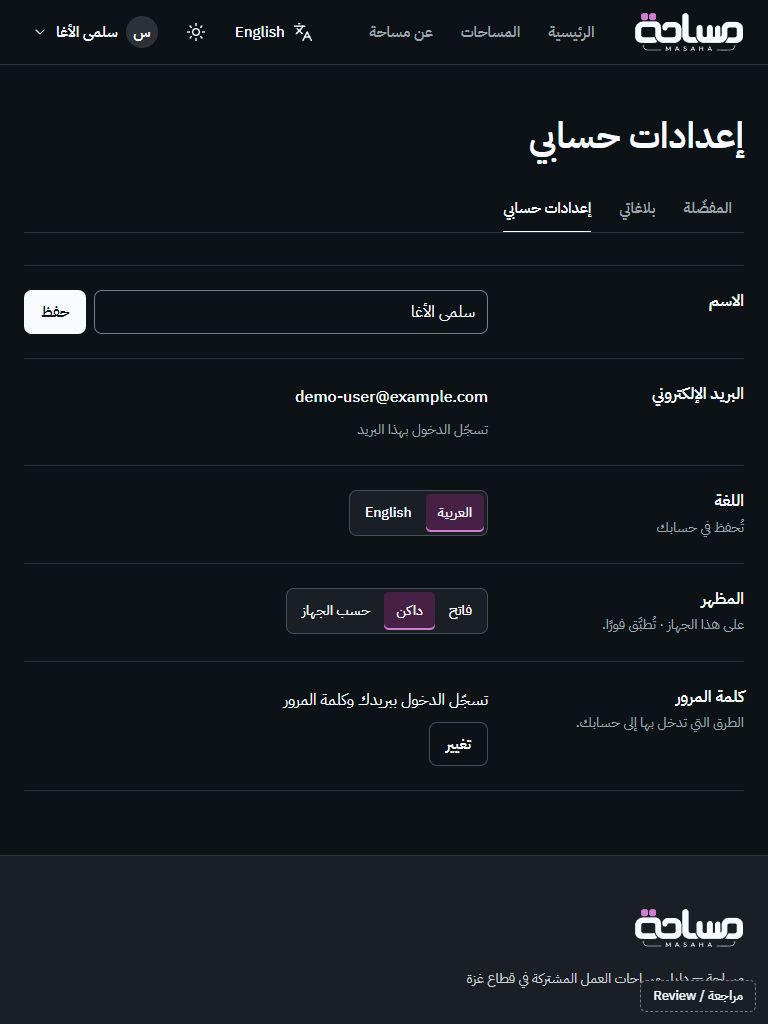 مساحة
MASAHA
الرئيسية
المساحات
عن مساحة
English
س
سلمى الأغا
إعدادات حسابي
المفضّلة
بلاغاتي
إعدادات حسابي
الاسم
سلمى الأغا
حفظ
البريد الإلكتروني
demo-user@example.com
تسجّل الدخول بهذا البريد
اللغة
تُحفظ في حسابك
العربية
English
المظهر
على هذا الجهاز · تُطبَّق فورًا.
فاتح
داكن
حسب الجهاز
كلمة المرور
الطرق التي تدخل بها إلى حسابك.
تسجّل الدخول ببريدك وكلمة المرور
تغيير
مساحة
MASAHA
المشتركة في قطاع غزة
مراجعة / Review